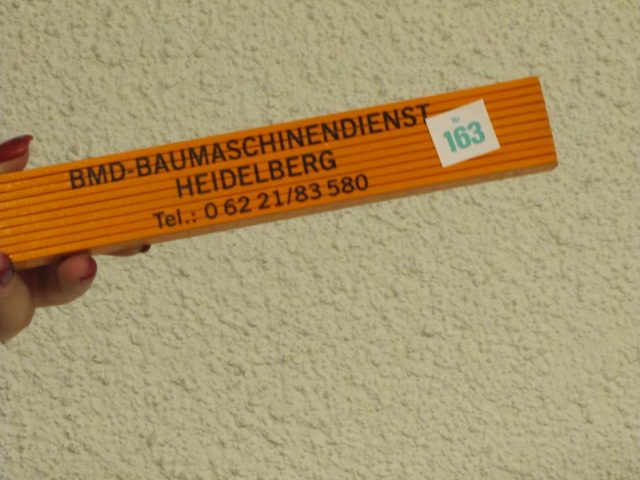 BMD-BAUMASCHINENDIENST
HEIDELBERG
Tel.: 0 62 21/83 580
Nr.
163